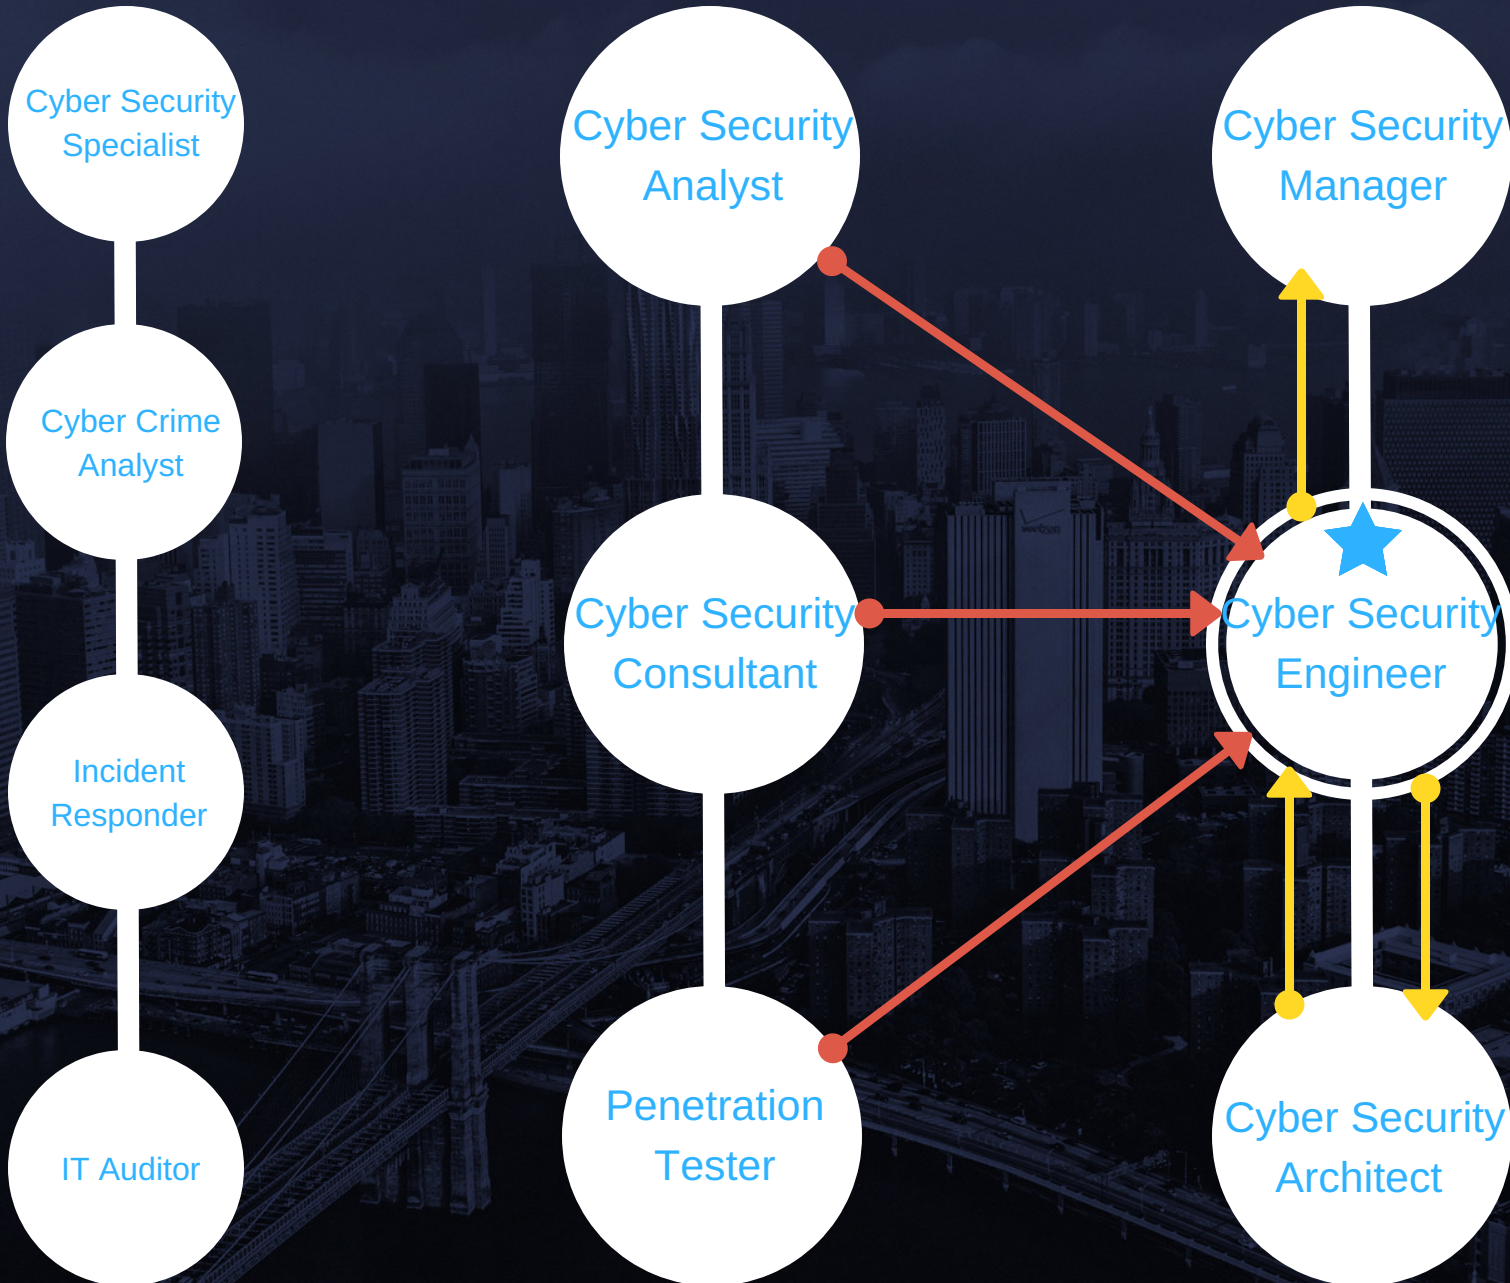 Cyber Security
Specialist
Cyber Crime
Analyst
Incident
Responder
IT Auditor
Cyber Security
Analyst
Cyber Security
Consultant
Penetration
Tester
Cyber Security
Manager
Cyber Security
Engineer
Cyber Security
Architect
verizon